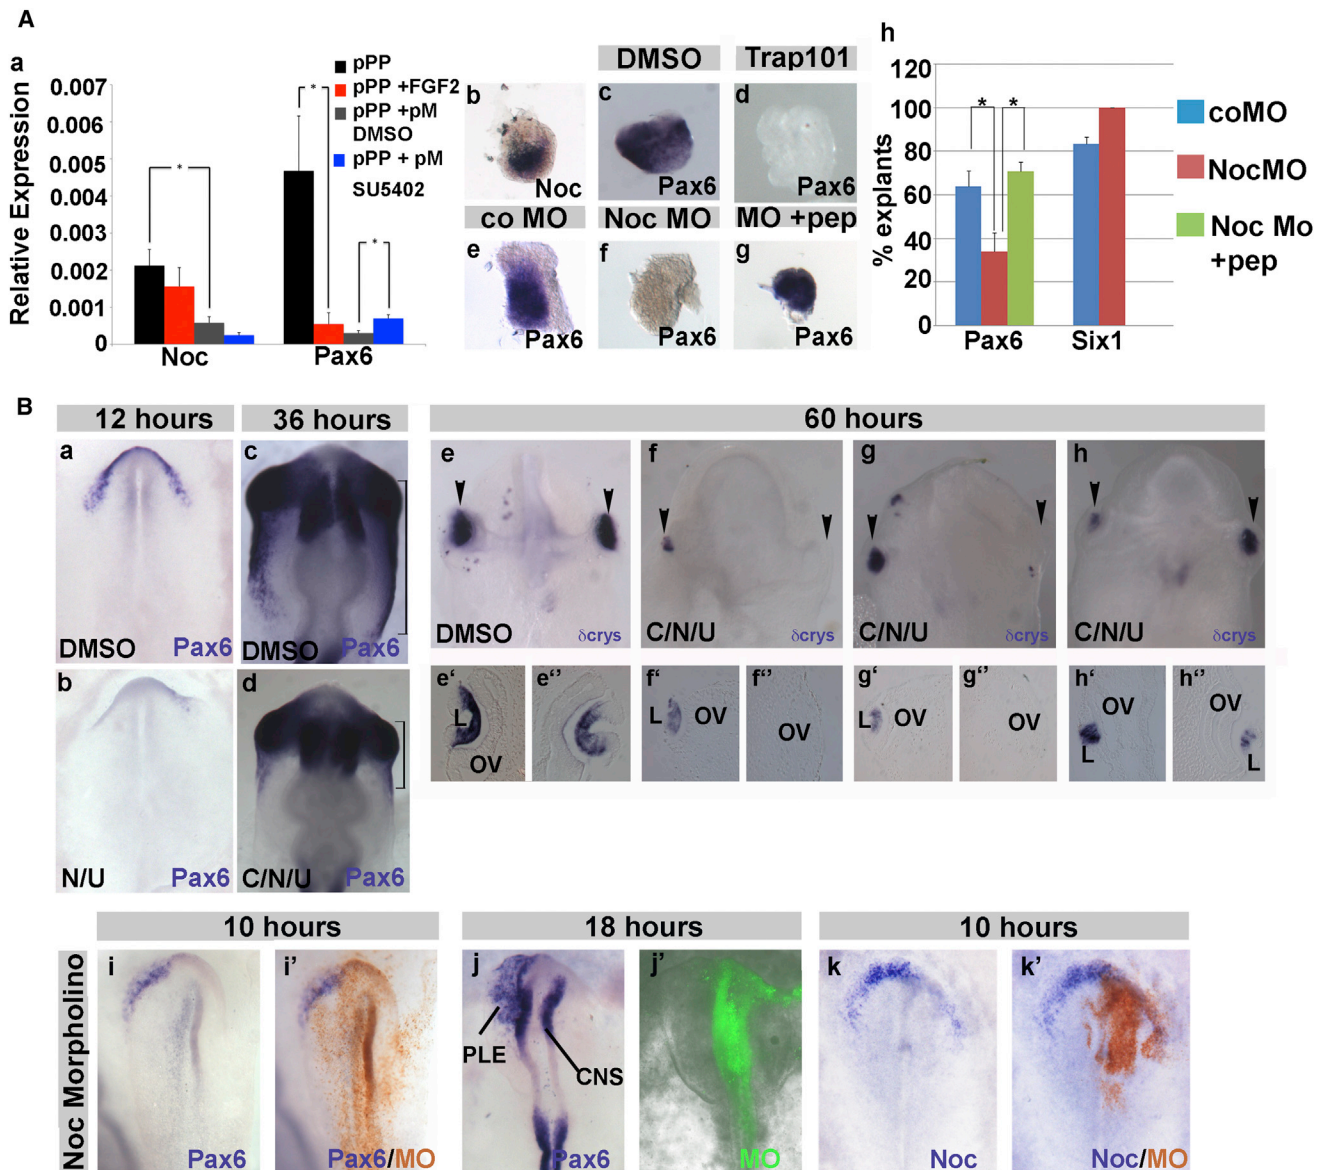 A
a
Relative Expression
0.007
0.006
0.005
0.004
0.003
0.002
0.001
0
* * *
Noc Pax6
pPP
pPP +FGF2
pPP +pM
DMSO
pPP + pM
SU5402
DMSO Trap101
b Noc
c Pax6
d Pax6
co MO Noc MO MO +pep
e Pax6
f Pax6
g Pax6
h
% explants
120
100
80
60
40
20
0
* *
Pax6 Six1
coMO
NocMO
Noc Mo
+pep
B
12 hours 36 hours 60 hours
a DMSO Pax6
c DMSO Pax6
e DMSO δcrys
f C/N/U δcrys
g C/N/U δcrys
h C/N/U δcrys
b N/U Pax6
d C/N/U Pax6
e‘ L OV
e‘’
f‘ L OV
f‘’ OV
g‘ L OV
g‘’ OV
h‘ OV L
h‘’ OV L
10 hours 18 hours 10 hours
Noc Morpholino
i Pax6
i’ Pax6/MO
j PLE CNS Pax6
j’ MO
k Noc
k’ Noc/MO